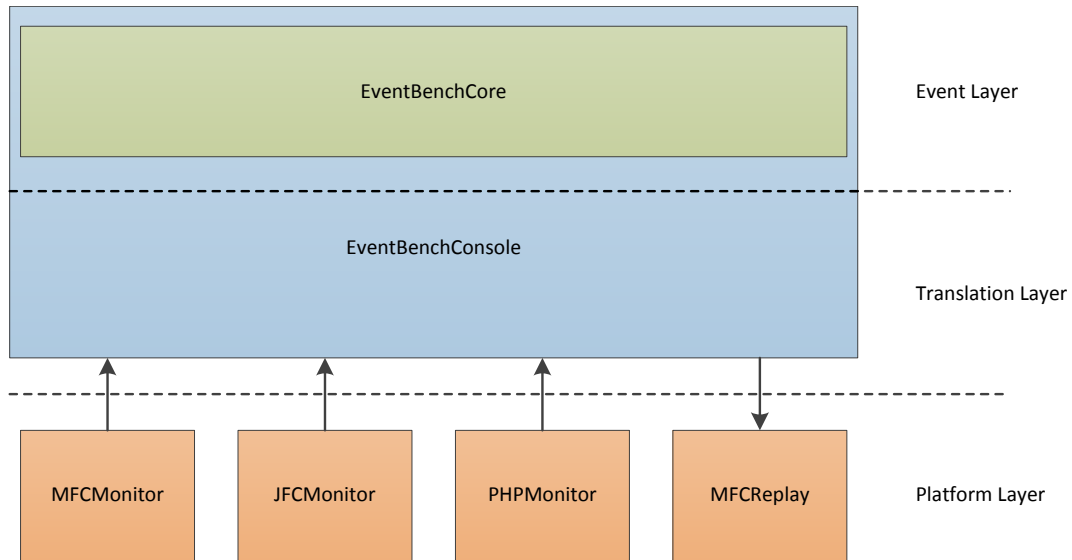 EventBenchCore
Event Layer
EventBenchConsole
Translation Layer
MFCMonitor
JFCMonitor
PHPMonitor
MFCReplay
Platform Layer